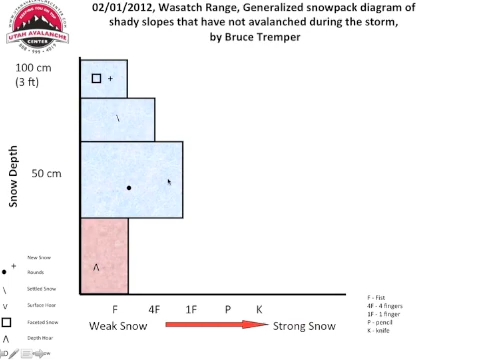 02/01/2012, Wasatch Range, Generalized snowpack diagram of
shady slopes that have not avalanched during the storm,
by Bruce Tremper
UTAH AVALANCHE
CENTER
100 cm
(3 ft)
Snow Depth
50 cm
New Snow
Rounds
Settled Snow
Surface Hoar
Faceted Snow
Depth Hoar
F 4F 1F P K
Weak Snow Strong Snow
F - Fist
4F - 4 fingers
1F - 1 finger
P - pencil
K - knife